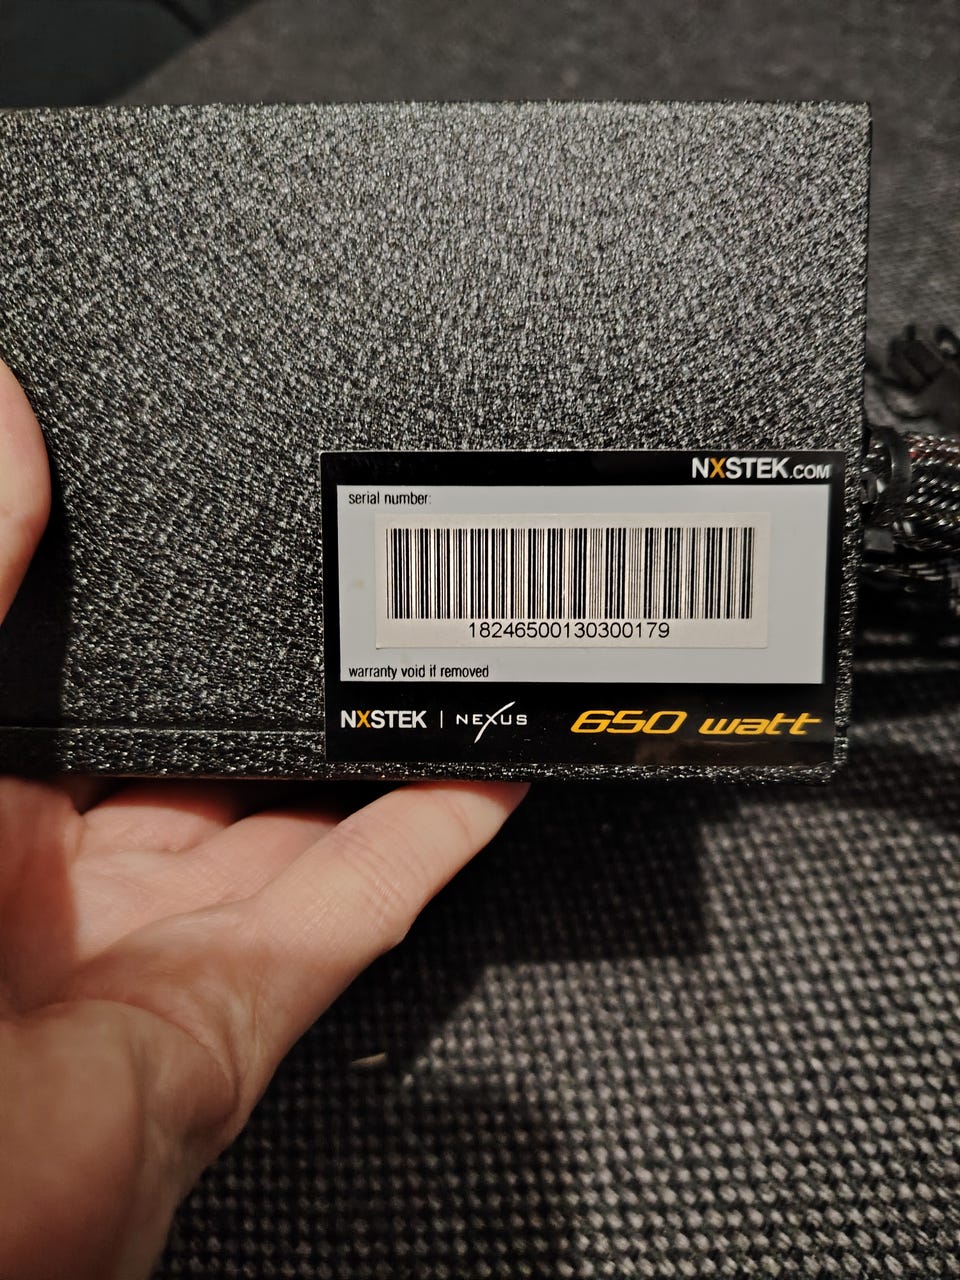 NXSTEK.COM
serial number:
18246500130300179
warranty void if removed
NXSTEK | NEXUS 650 watt